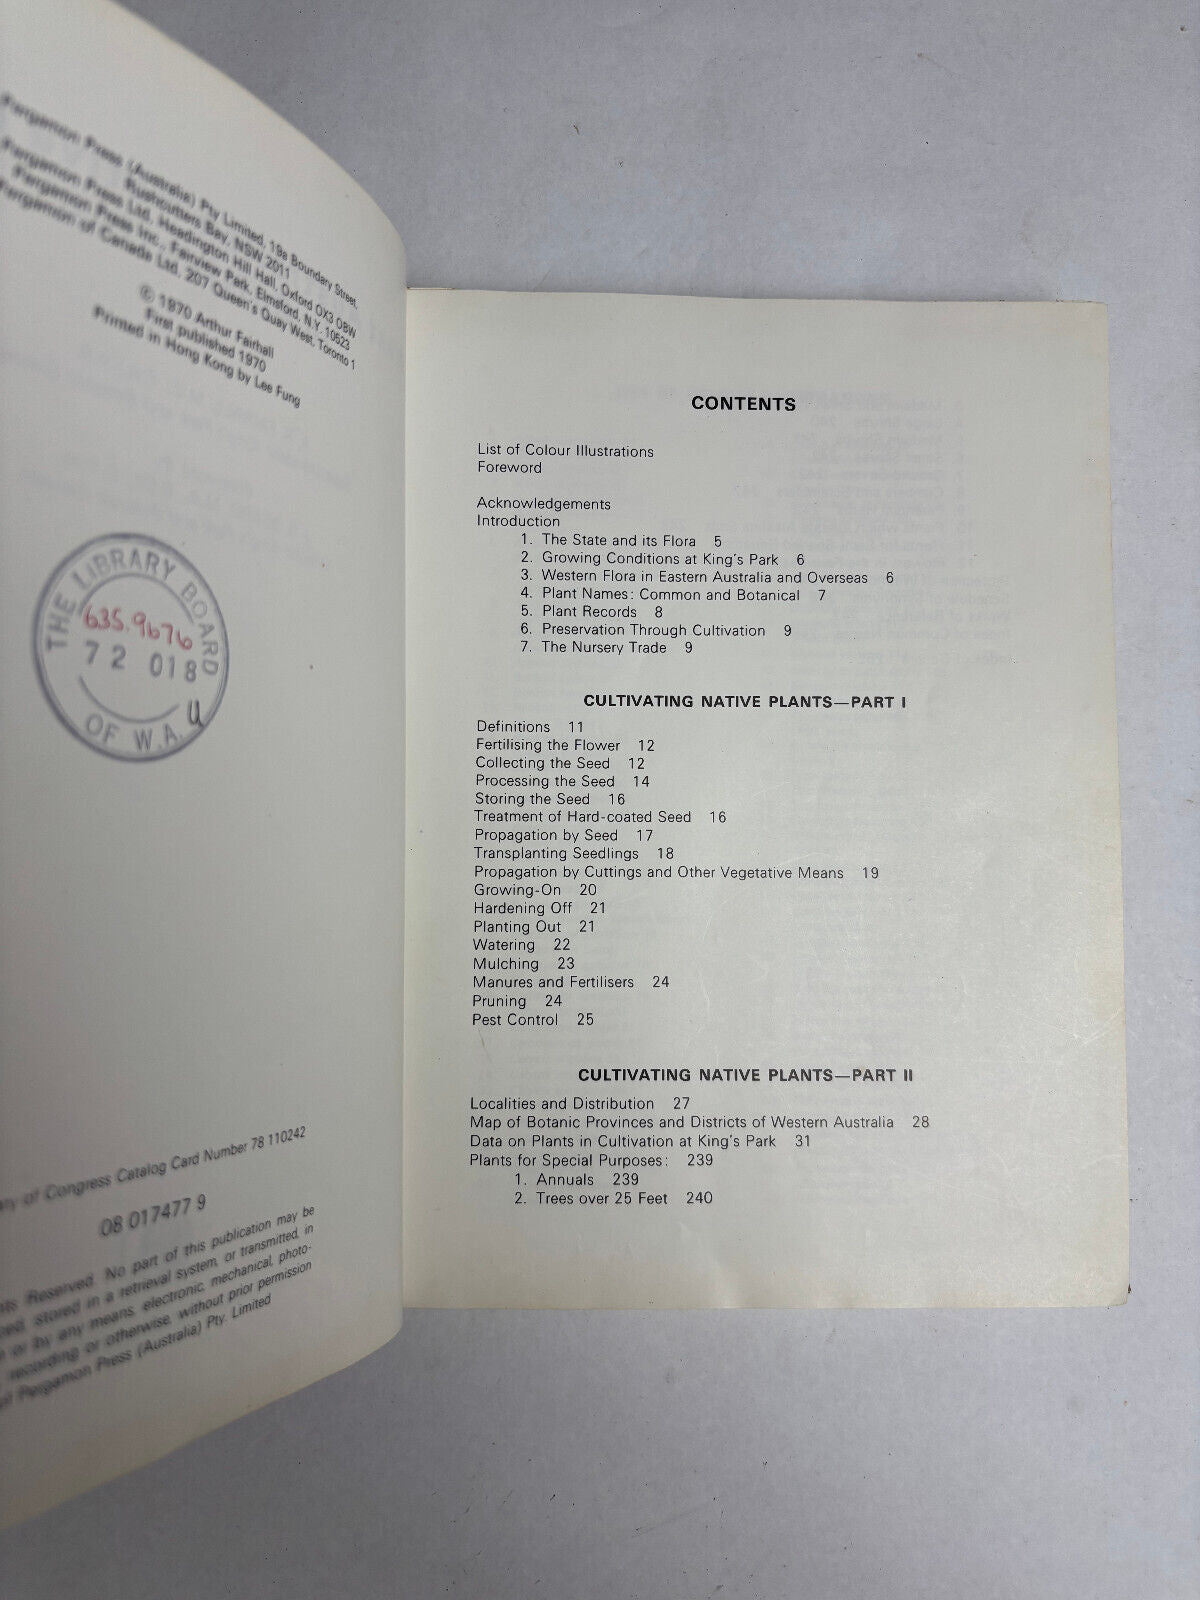 Pergamon Press (Australia) Pty Limited, 19a Boundary Street,
Rushcutters Bay, NSW 2011
Pergamon Press Ltd, Headington Hill Hall, Oxford OX3 OBW
Pergamon Press Inc., Fairview Park, Elmsford, N.Y. 10523
Pergamon of Canada Ltd, 207 Queen's Quay West, Toronto 1
© 1970 Arthur Fairhall
First published 1970
Printed in Hong Kong by Lee Fung
THE LIBRARY BOARD
635.9676
72 018
OF W.A.
of Congress Catalog Card Number 78 110242
08 017477 9
Reserved. No part of this publication may be
stored in a retrieval system, or transmitted, in
or by any means, electronic, mechanical, photo-
recording or otherwise, without prior permission
Pergamon Press (Australia) Pty. Limited
CONTENTS
List of Colour Illustrations
Foreword
Acknowledgements
Introduction
1. The State and its Flora 5
2. Growing Conditions at King's Park 6
3. Western Flora in Eastern Australia and Overseas 6
4. Plant Names: Common and Botanical 7
5. Plant Records 8
6. Preservation Through Cultivation 9
7. The Nursery Trade 9
CULTIVATING NATIVE PLANTS—PART I
Definitions 11
Fertilising the Flower 12
Collecting the Seed 12
Processing the Seed 14
Storing the Seed 16
Treatment of Hard-coated Seed 16
Propagation by Seed 17
Transplanting Seedlings 18
Propagation by Cuttings and Other Vegetative Means 19
Growing-On 20
Hardening Off 21
Planting Out 21
Watering 22
Mulching 23
Manures and Fertilisers 24
Pruning 24
Pest Control 25
CULTIVATING NATIVE PLANTS—PART II
Localities and Distribution 27
Map of Botanic Provinces and Districts of Western Australia 28
Data on Plants in Cultivation at King's Park 31
Plants for Special Purposes: 239
1. Annuals 239
2. Trees over 25 Feet 240